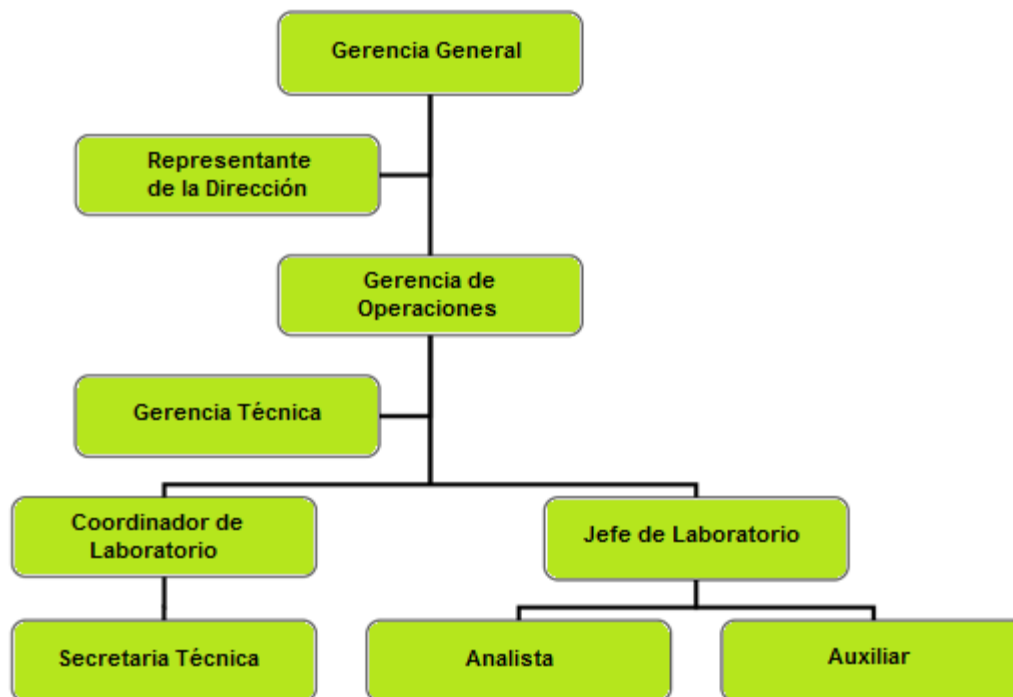 Gerencia General
Representante
de la Dirección
Gerencia de
Operaciones
Gerencia Técnica
Coordinador de
Laboratorio
Jefe de Laboratorio
Secretaria Técnica
Analista
Auxiliar